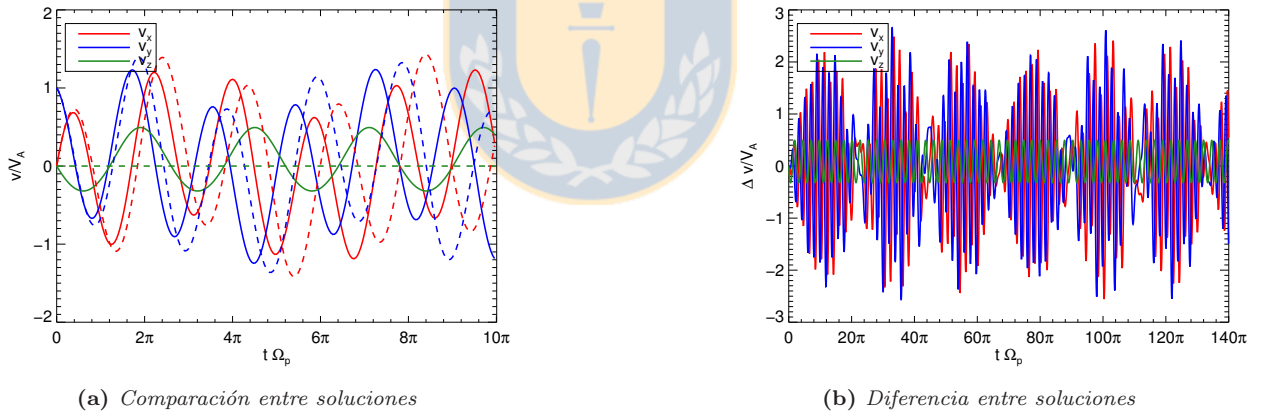 2
1
0
-1
-2
v/V_A
V_x
V_y
V_z
0
2π
4π
6π
8π
10π
t Ω_p
(a) Comparación entre soluciones
3
2
1
0
-1
-2
-3
Δ v/V_A
V_x
V_y
V_z
0
20π
40π
60π
80π
100π
120π
140π
t Ω_p
(b) Diferencia entre soluciones